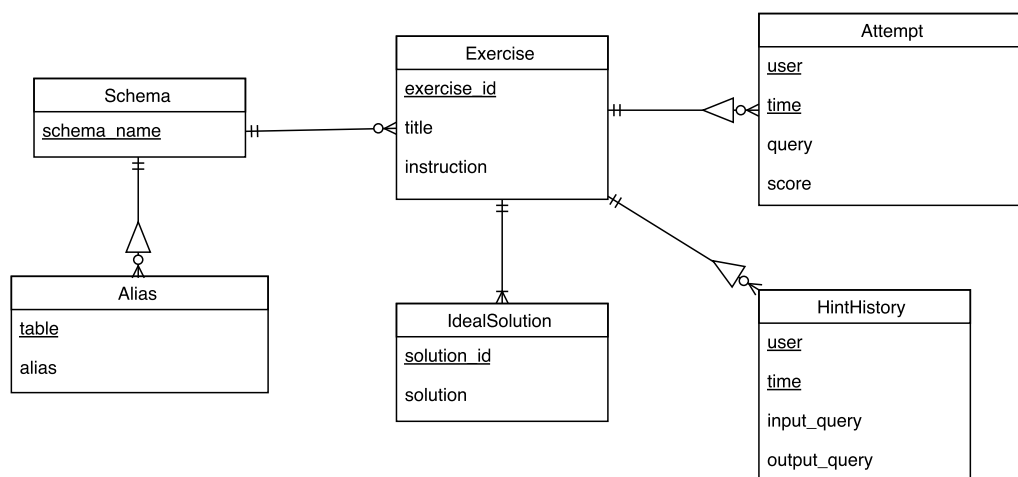 Schema
schema_name
Alias
table
alias
Exercise
exercise_id
title
instruction
IdealSolution
solution_id
solution
Attempt
user
time
query
score
HintHistory
user
time
input_query
output_query